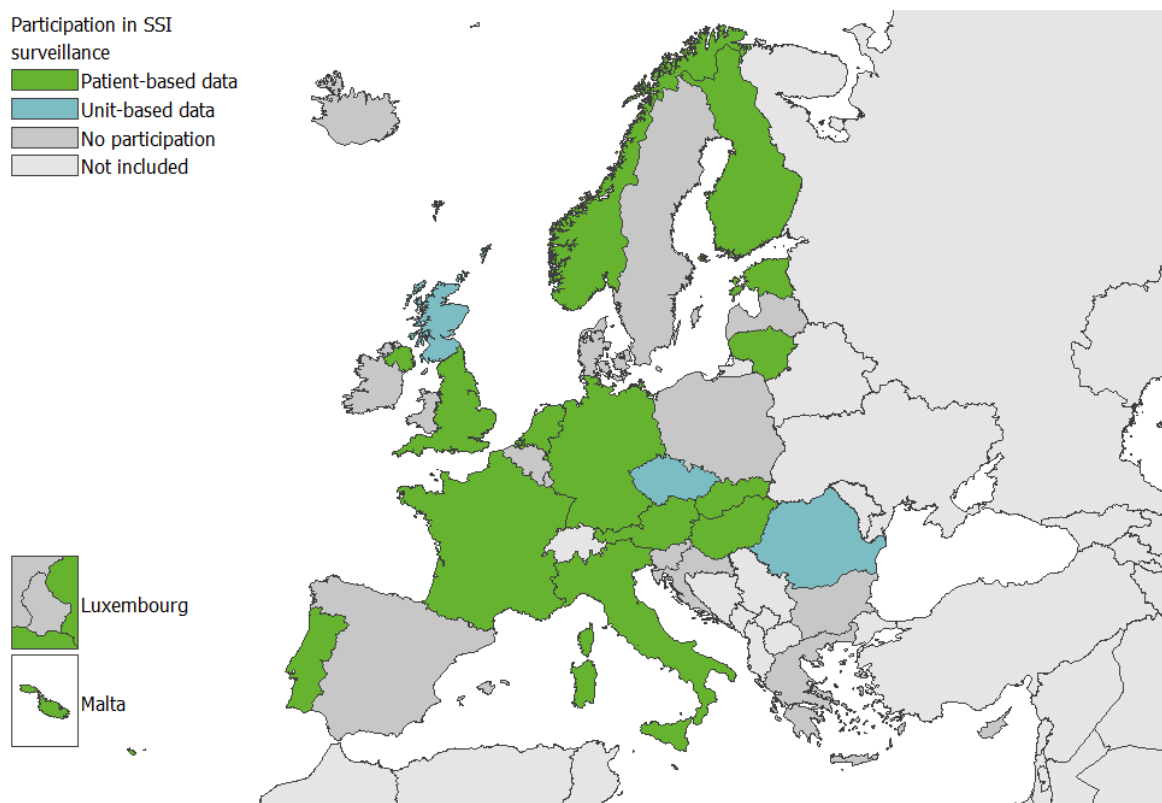 Participation in SSI
surveillance
Patient-based data
Unit-based data
No participation
Not included
Luxembourg
Malta